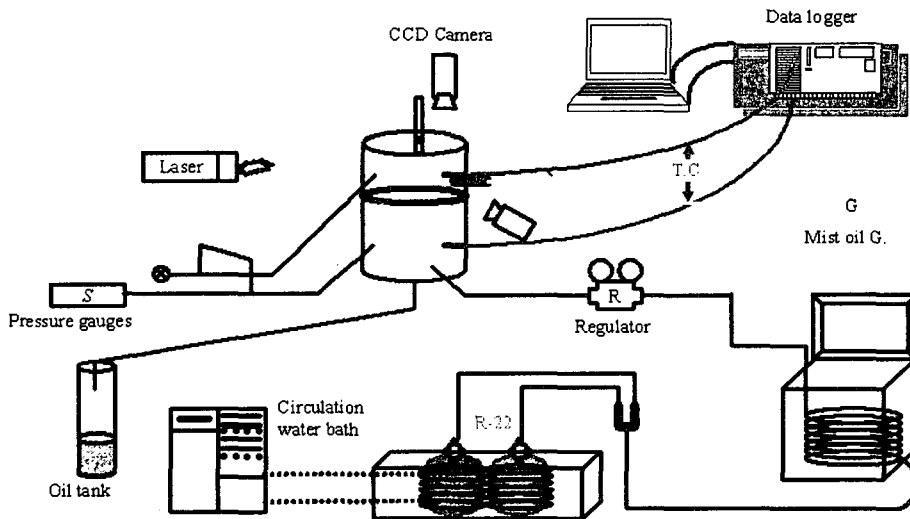 Data logger
CCD Camera
Laser
T.C
G
Mist oil G.
S
Pressure gauges
R
Regulator
Circulation
water bath
R-22
Oil tank